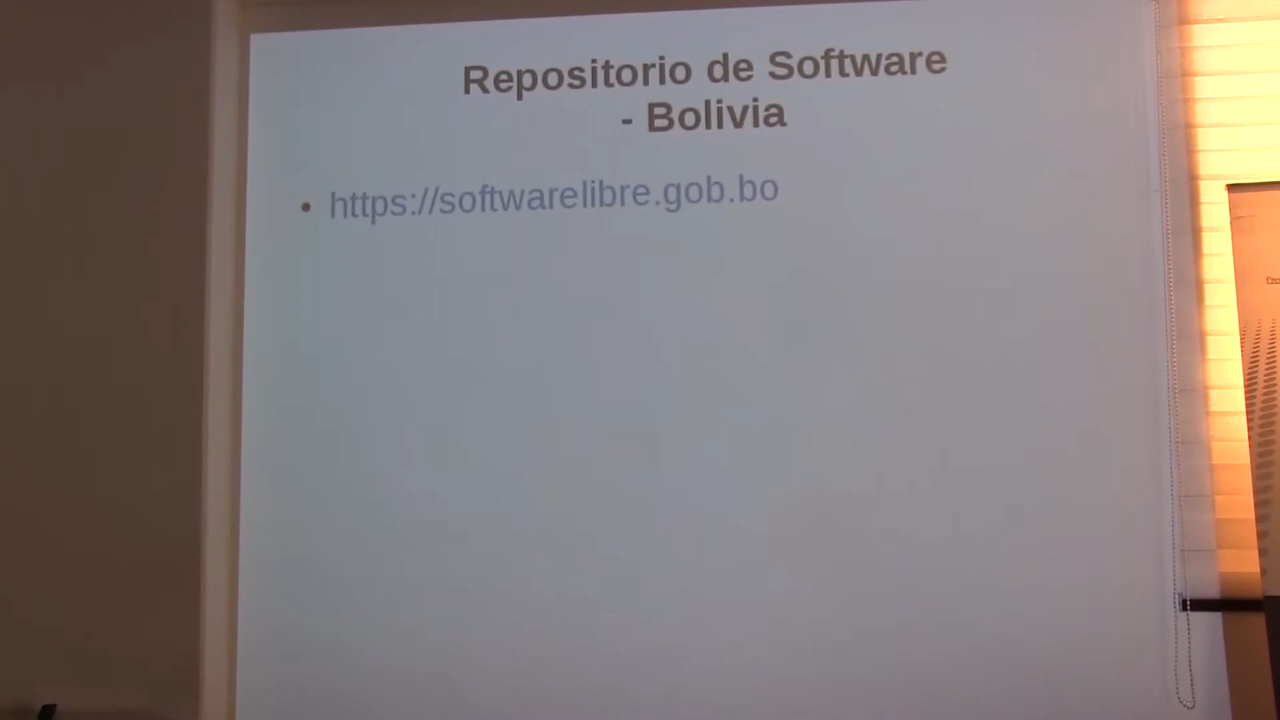 Repositorio de Software
- Bolivia
• https://softwarelibre.gob.bo